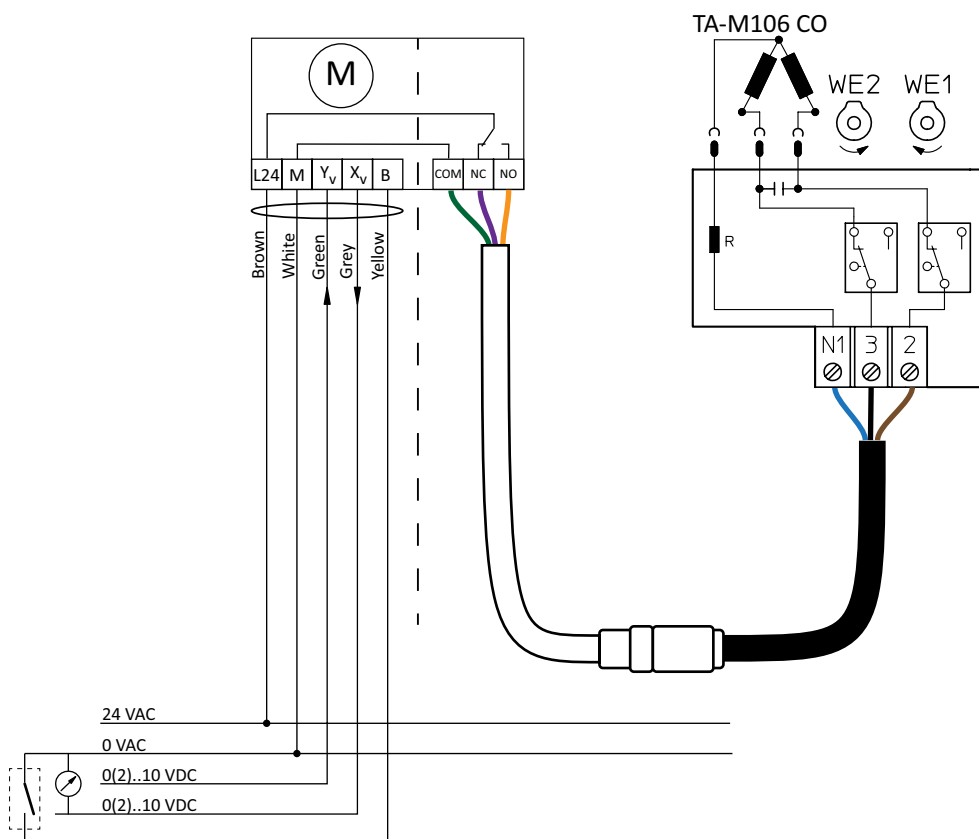 TA-M106 CO
M
WE2 WE1
L24 M Yv Xv B COM NC NO
R
Brown
White
Green
Grey
Yellow
N1 3 2
24 VAC
0 VAC
0(2)..10 VDC
0(2)..10 VDC